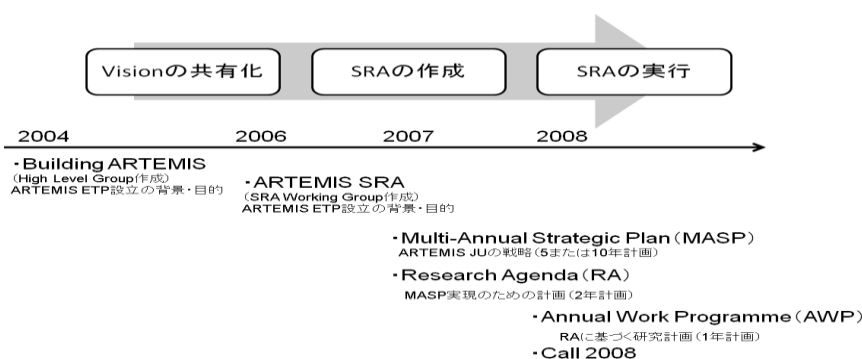 Visionの共有化
SRAの作成
SRAの実行
2004
2006
2007
2008
・Building ARTEMIS
(High Level Group作成)
ARTEMIS ETP設立の背景・目的
・ARTEMIS SRA
(SRA Working Group作成)
ARTEMIS ETP設立の背景・目的
・Multi-Annual Strategic Plan(MASP)
ARTEMIS JUの戦略(5または10年計画)
・Research Agenda(RA)
MASP実現のための計画(2年計画)
・Annual Work Programme(AWP)
RAに基づく研究計画(1年計画)
・Call 2008